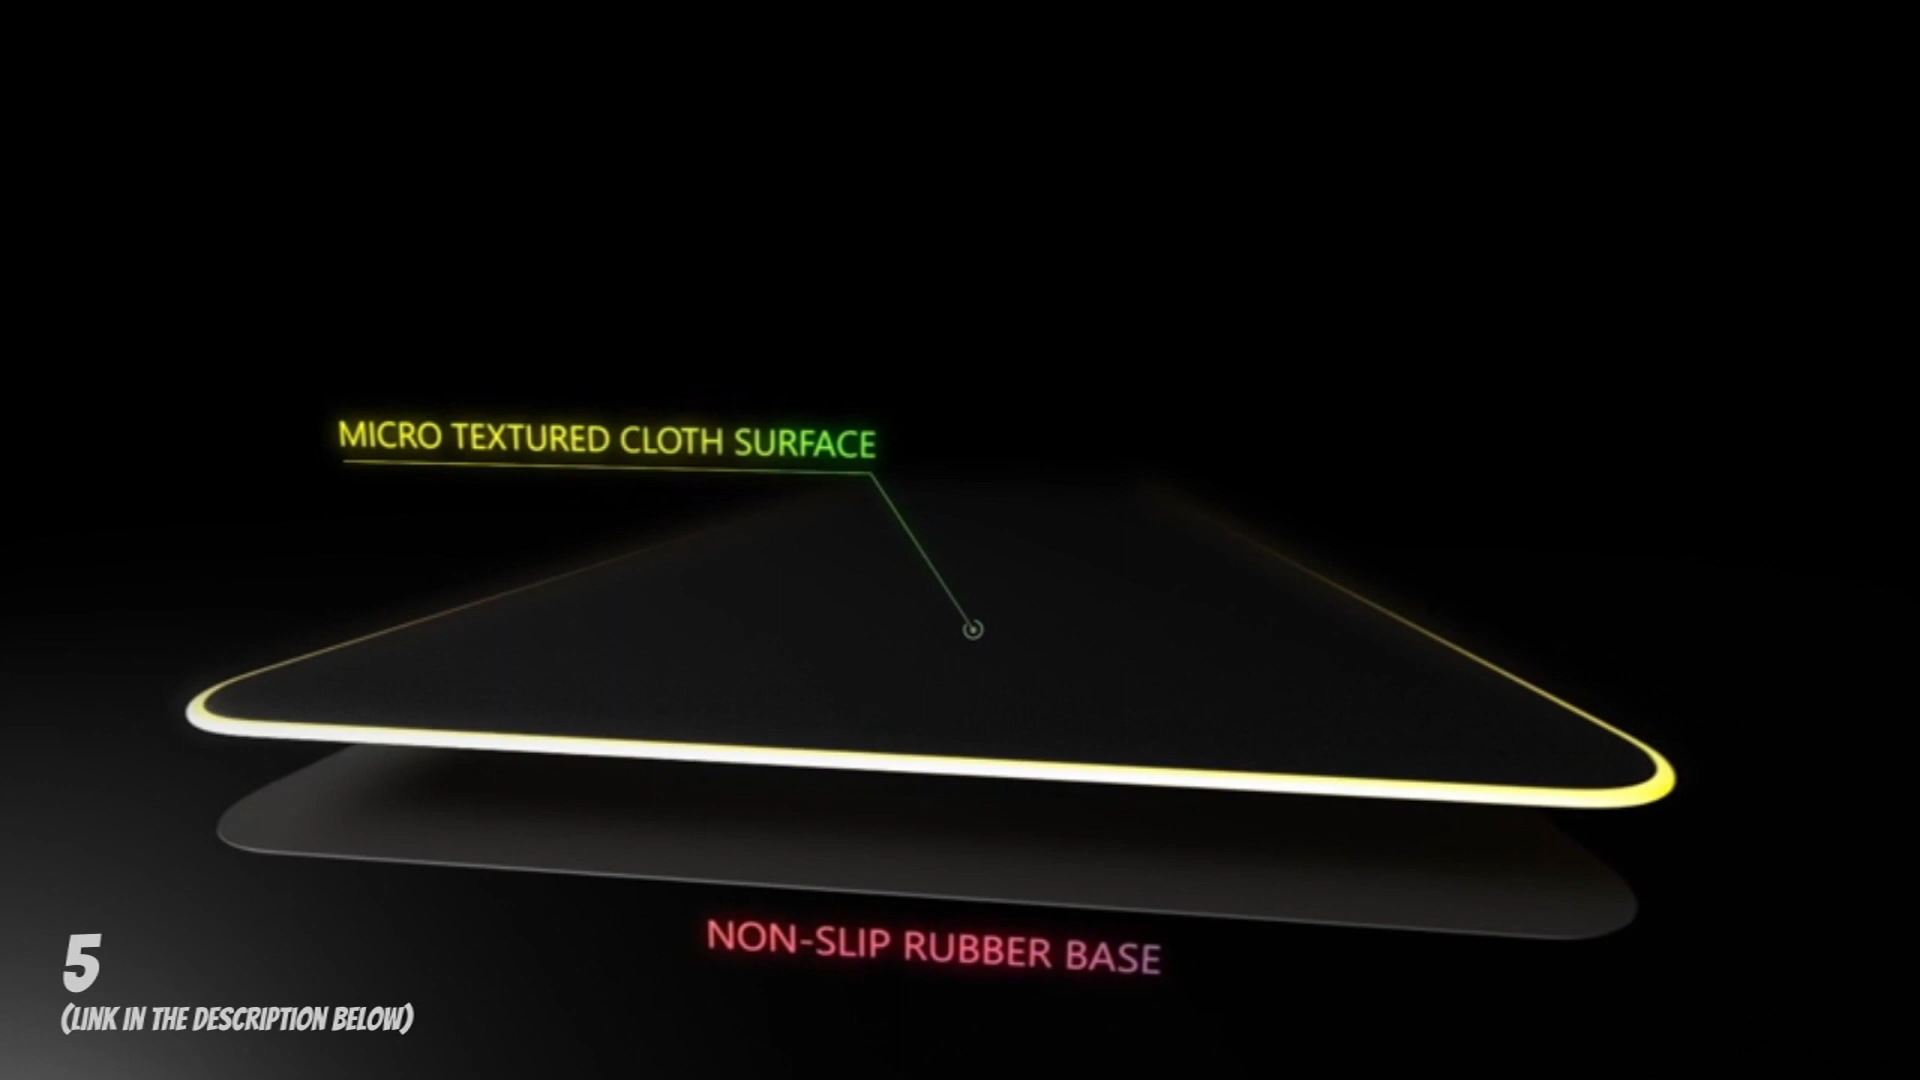 MICRO TEXTURED CLOTH SURFACE
NON-SLIP RUBBER BASE
5
(LINK IN THE DESCRIPTION BELOW)